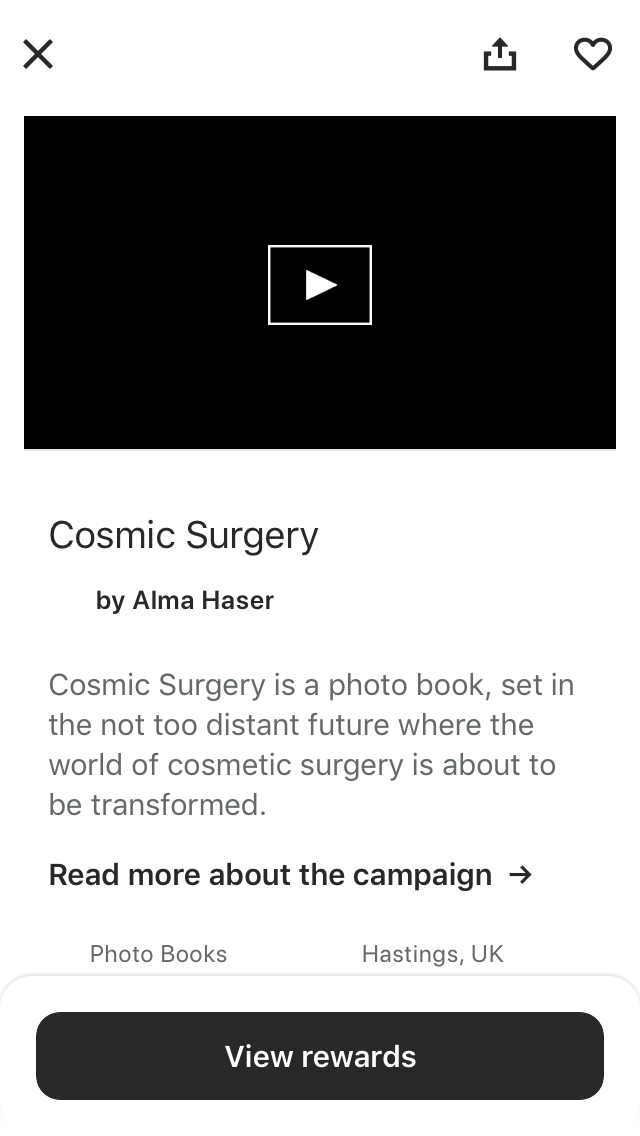 Cosmic Surgery
by Alma Haser
Cosmic Surgery is a photo book, set in
the not too distant future where the
world of cosmetic surgery is about to
be transformed.
Read more about the campaign →
Photo Books
Hastings, UK
View rewards